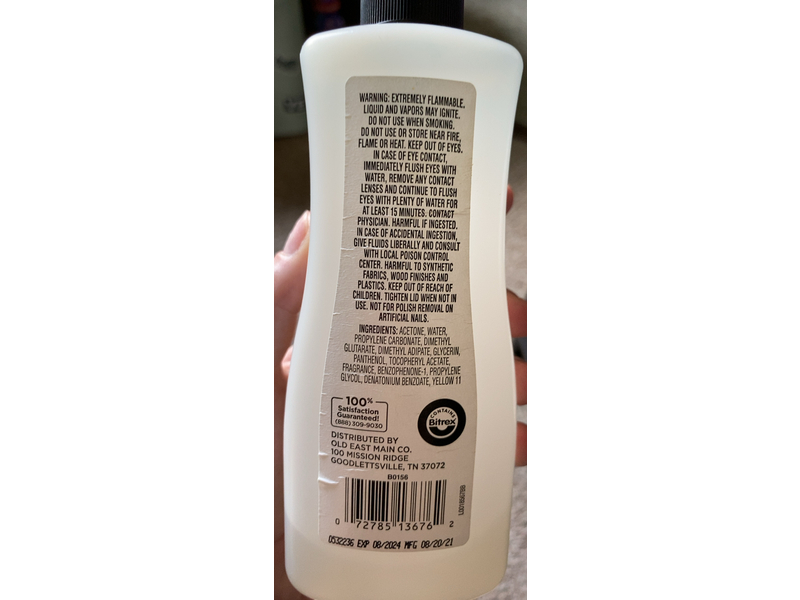 WARNING: EXTREMELY FLAMMABLE.
LIQUID AND VAPORS MAY IGNITE.
DO NOT USE WHEN SMOKING.
DO NOT USE OR STORE NEAR FIRE,
FLAME OR HEAT. KEEP OUT OF EYES.
IN CASE OF EYE CONTACT,
IMMEDIATELY FLUSH EYES WITH
WATER, REMOVE ANY CONTACT
LENSES AND CONTINUE TO FLUSH
EYES WITH PLENTY OF WATER FOR
AT LEAST 15 MINUTES. CONTACT
PHYSICIAN. HARMFUL IF INGESTED.
IN CASE OF ACCIDENTAL INGESTION,
GIVE FLUIDS LIBERALLY AND CONSULT
WITH LOCAL POISON CONTROL
CENTER. HARMFUL TO SYNTHETIC
FABRICS, WOOD FINISHES AND
PLASTICS. KEEP OUT OF REACH OF
CHILDREN. TIGHTEN LID WHEN NOT IN
USE. NOT FOR POLISH REMOVAL ON
ARTIFICIAL NAILS.
INGREDIENTS: ACETONE, WATER,
PROPYLENE CARBONATE, DIMETHYL
GLUTARATE, DIMETHYL ADIPATE, GLYCERIN,
PANTHENOL, TOCOPHERYL ACETATE,
FRAGRANCE, BENZOPHENONE-1, PROPYLENE
GLYCOL, DENATONIUM BENZOATE, YELLOW 11
100%
Satisfaction
Guaranteed!
(888) 309-9030
CONTAINS
Bitrex
DISTRIBUTED BY
OLD EAST MAIN CO.
100 MISSION RIDGE
GOODLETTSVILLE, TN 37072
B0156
0 72785 13676 2
0532236 EXP 08/2024 MFG 08/20/21